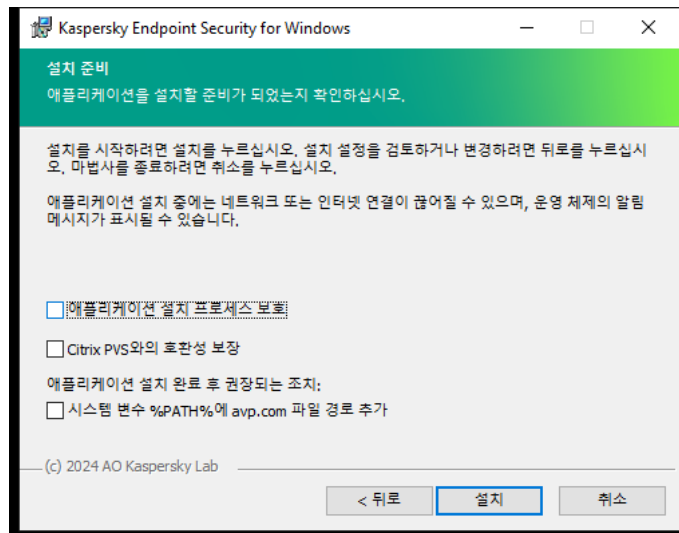 Kaspersky Endpoint Security for Windows
설치 준비
애플리케이션을 설치할 준비가 되었는지 확인하십시오.
설치를 시작하려면 설치를 누르십시오. 설치 설정을 검토하거나 변경하려면 뒤로를 누르십시
오. 마법사를 종료하려면 취소를 누르십시오.
애플리케이션 설치 중에는 네트워크 또는 인터넷 연결이 끊어질 수 있으며, 운영 체제의 알림
메시지가 표시될 수 있습니다.
애플리케이션 설치 프로세스 보호
Citrix PVS와의 호환성 보장
애플리케이션 설치 완료 후 권장되는 조치:
시스템 변수 %PATH%에 avp.com 파일 경로 추가
(c) 2024 AO Kaspersky Lab
< 뒤로 설치 취소